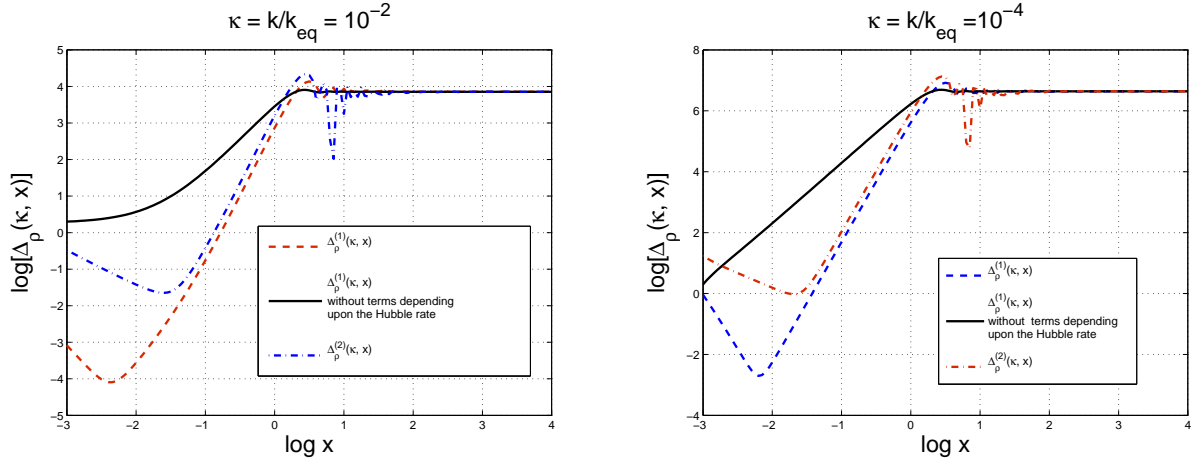 κ = k/k_eq = 10^−2
log[Δ_ρ(κ, x)]
5
4
3
2
1
0
−1
−2
−3
−4
−5
−3
−2
−1
0
1
2
3
4
log x
Δ_ρ^(1)(κ, x)
Δ_ρ^(1)(κ, x)
without terms depending
upon the Hubble rate
Δ_ρ^(2)(κ, x)
κ = k/k_eq =10^−4
log[Δ_ρ(κ, x)]
8
6
4
2
0
−2
−4
−3
−2
−1
0
1
2
3
4
log x
Δ_ρ^(1)(κ, x)
Δ_ρ^(1)(κ, x)
without terms depending
upon the Hubble rate
Δ_ρ^(2)(κ, x)